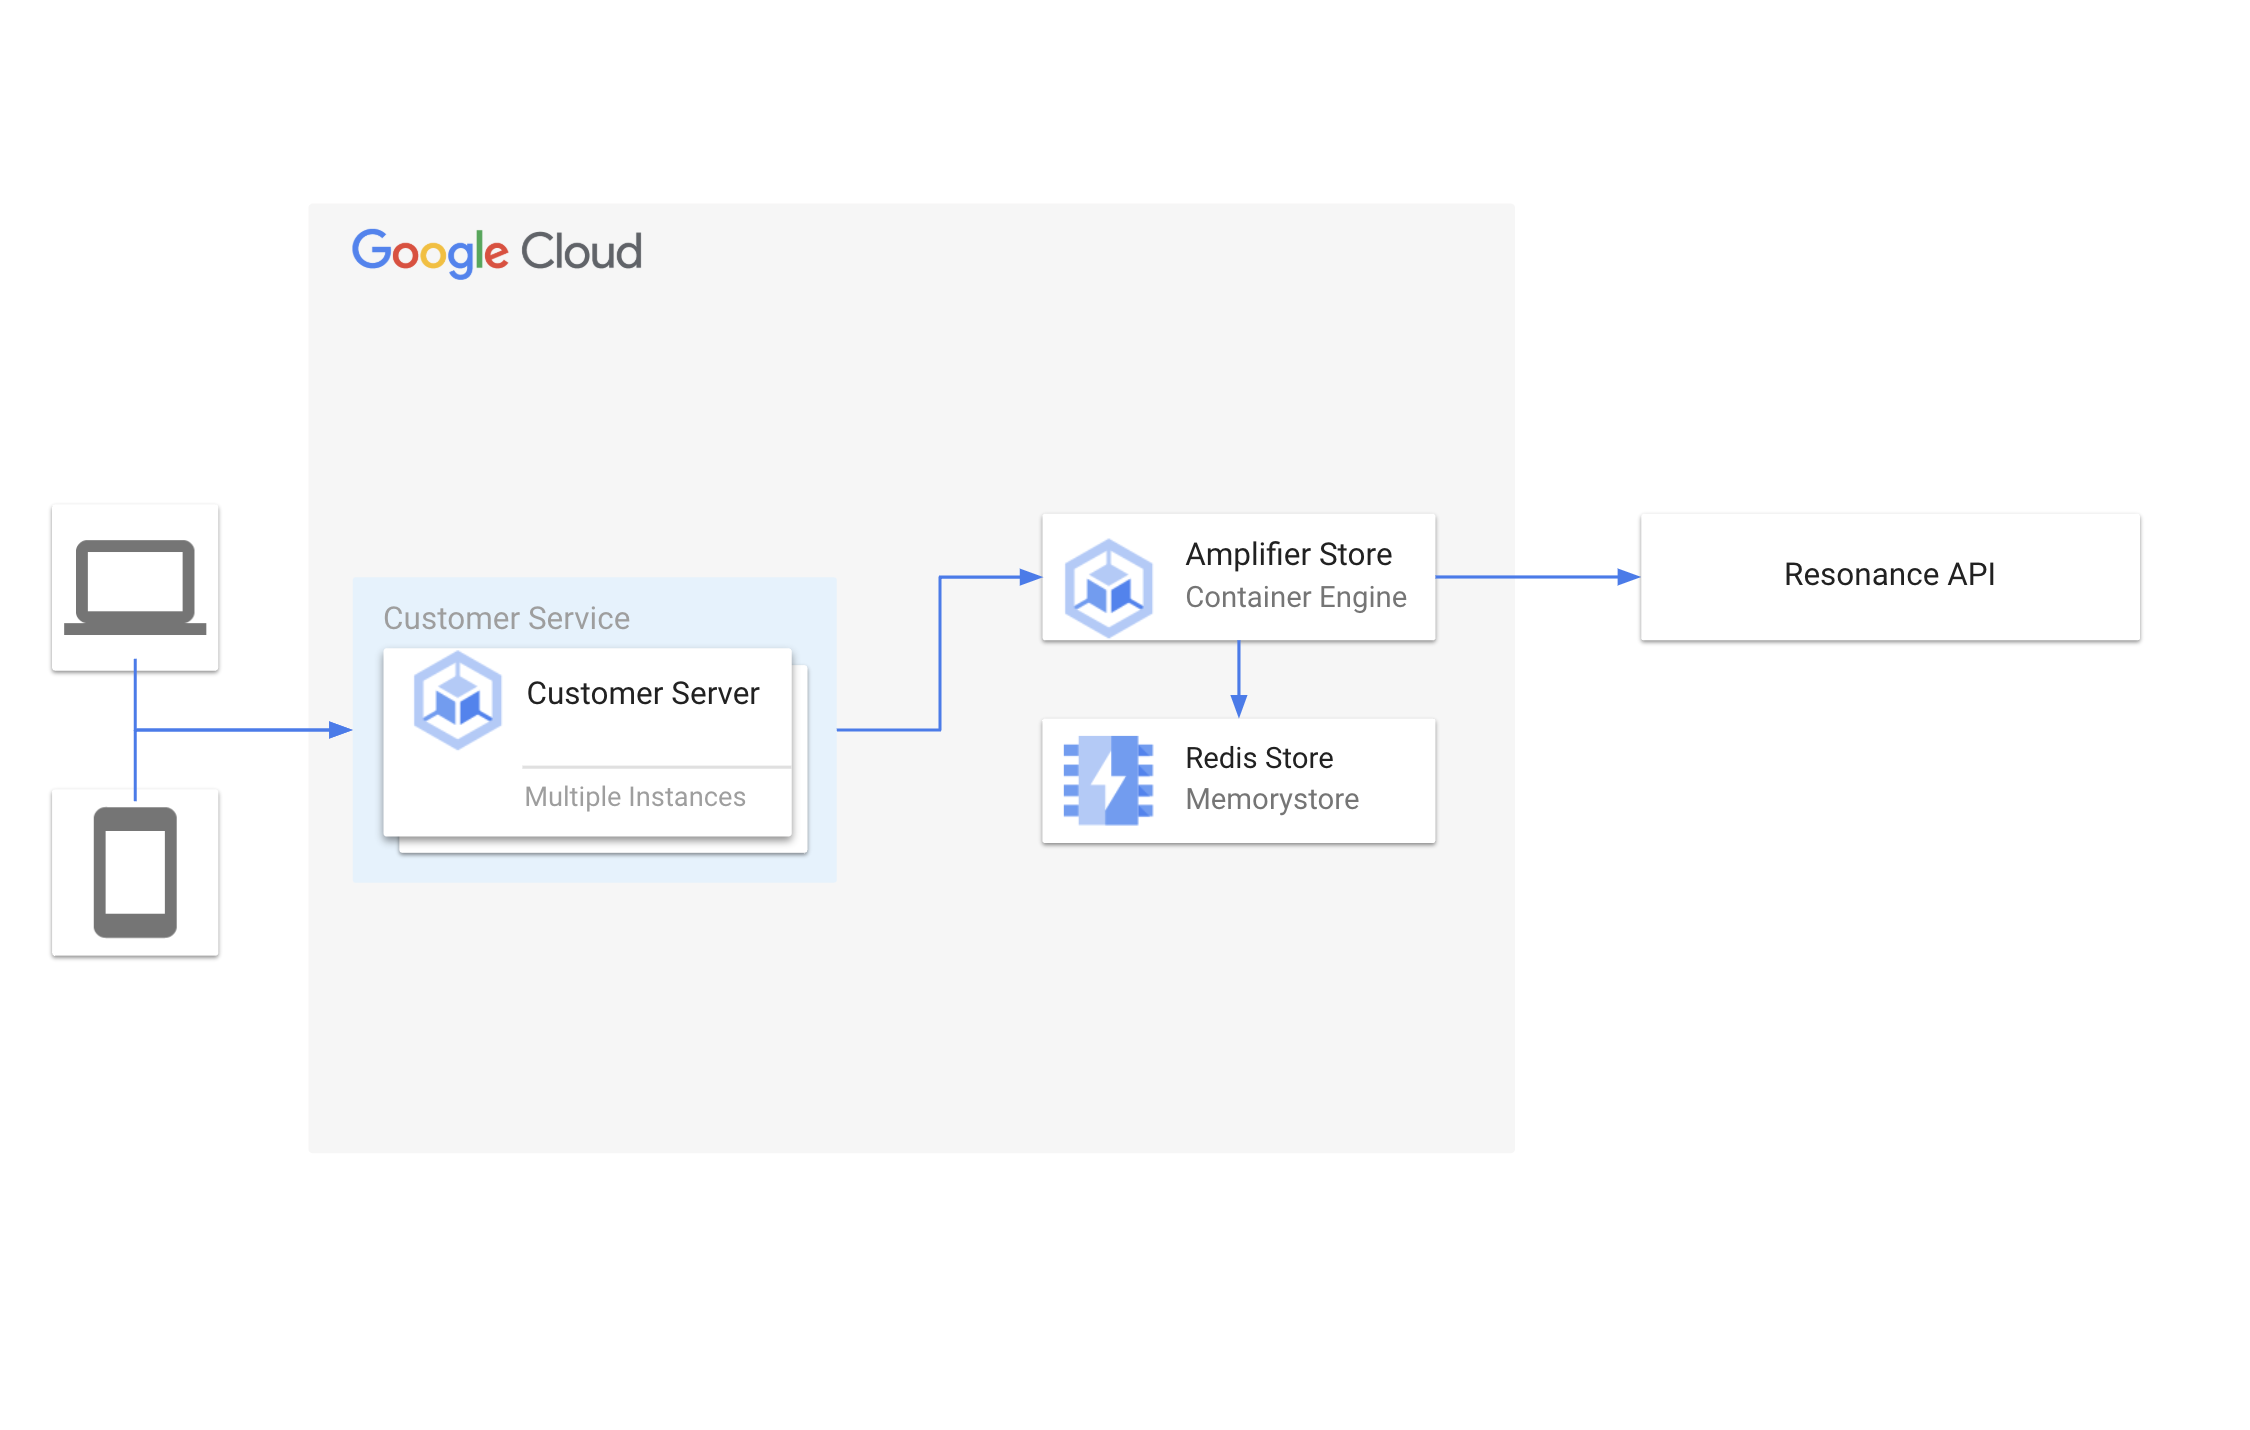 Google Cloud
Customer Service
Customer Server
Multiple Instances
Amplifier Store
Container Engine
Redis Store
Memorystore
Resonance API